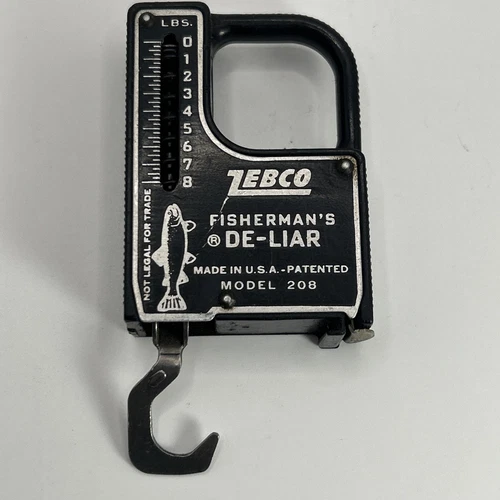 LBS.
0
1
2
3
4
5
6
7
8
NOT LEGAL FOR TRADE
ZEBCO
FISHERMAN'S
® DE-LIAR
MADE IN U.S.A.-PATENTED
MODEL 208